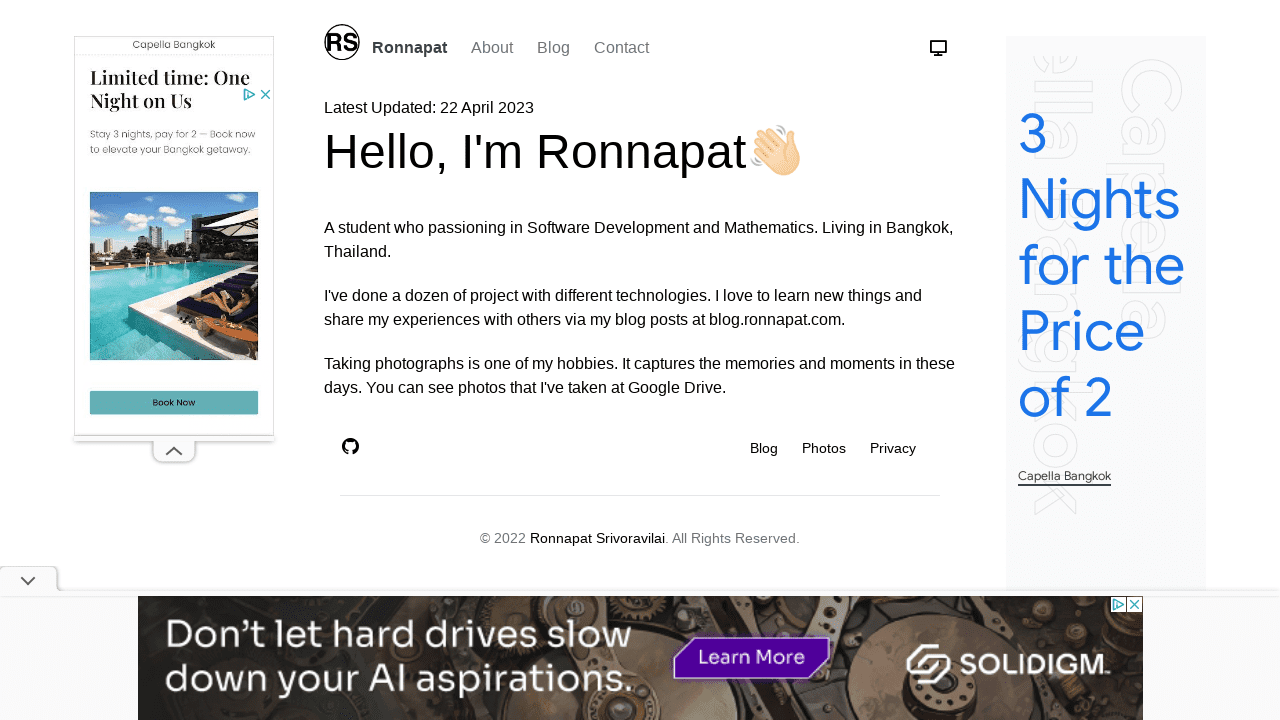 RS
Ronnapat
About
Blog
Contact
Capella Bangkok
Limited time: One
Night on Us
Stay 3 nights, pay for 2 — Book now
to elevate your Bangkok getaway.
Book Now
Latest Updated: 22 April 2023
Hello, I'm Ronnapat
A student who passioning in Software Development and Mathematics. Living in Bangkok,
Thailand.
I've done a dozen of project with different technologies. I love to learn new things and
share my experiences with others via my blog posts at blog.ronnapat.com.
Taking photographs is one of my hobbies. It captures the memories and moments in these
days. You can see photos that I've taken at Google Drive.
Blog
Photos
Privacy
© 2022 Ronnapat Srivoravilai. All Rights Reserved.
Capella
ella Bangkok
3
Nights
for the
Price
of 2
Capella Bangkok
Don't let hard drives slow
down your AI aspirations.
Learn More
SOLIDIGM